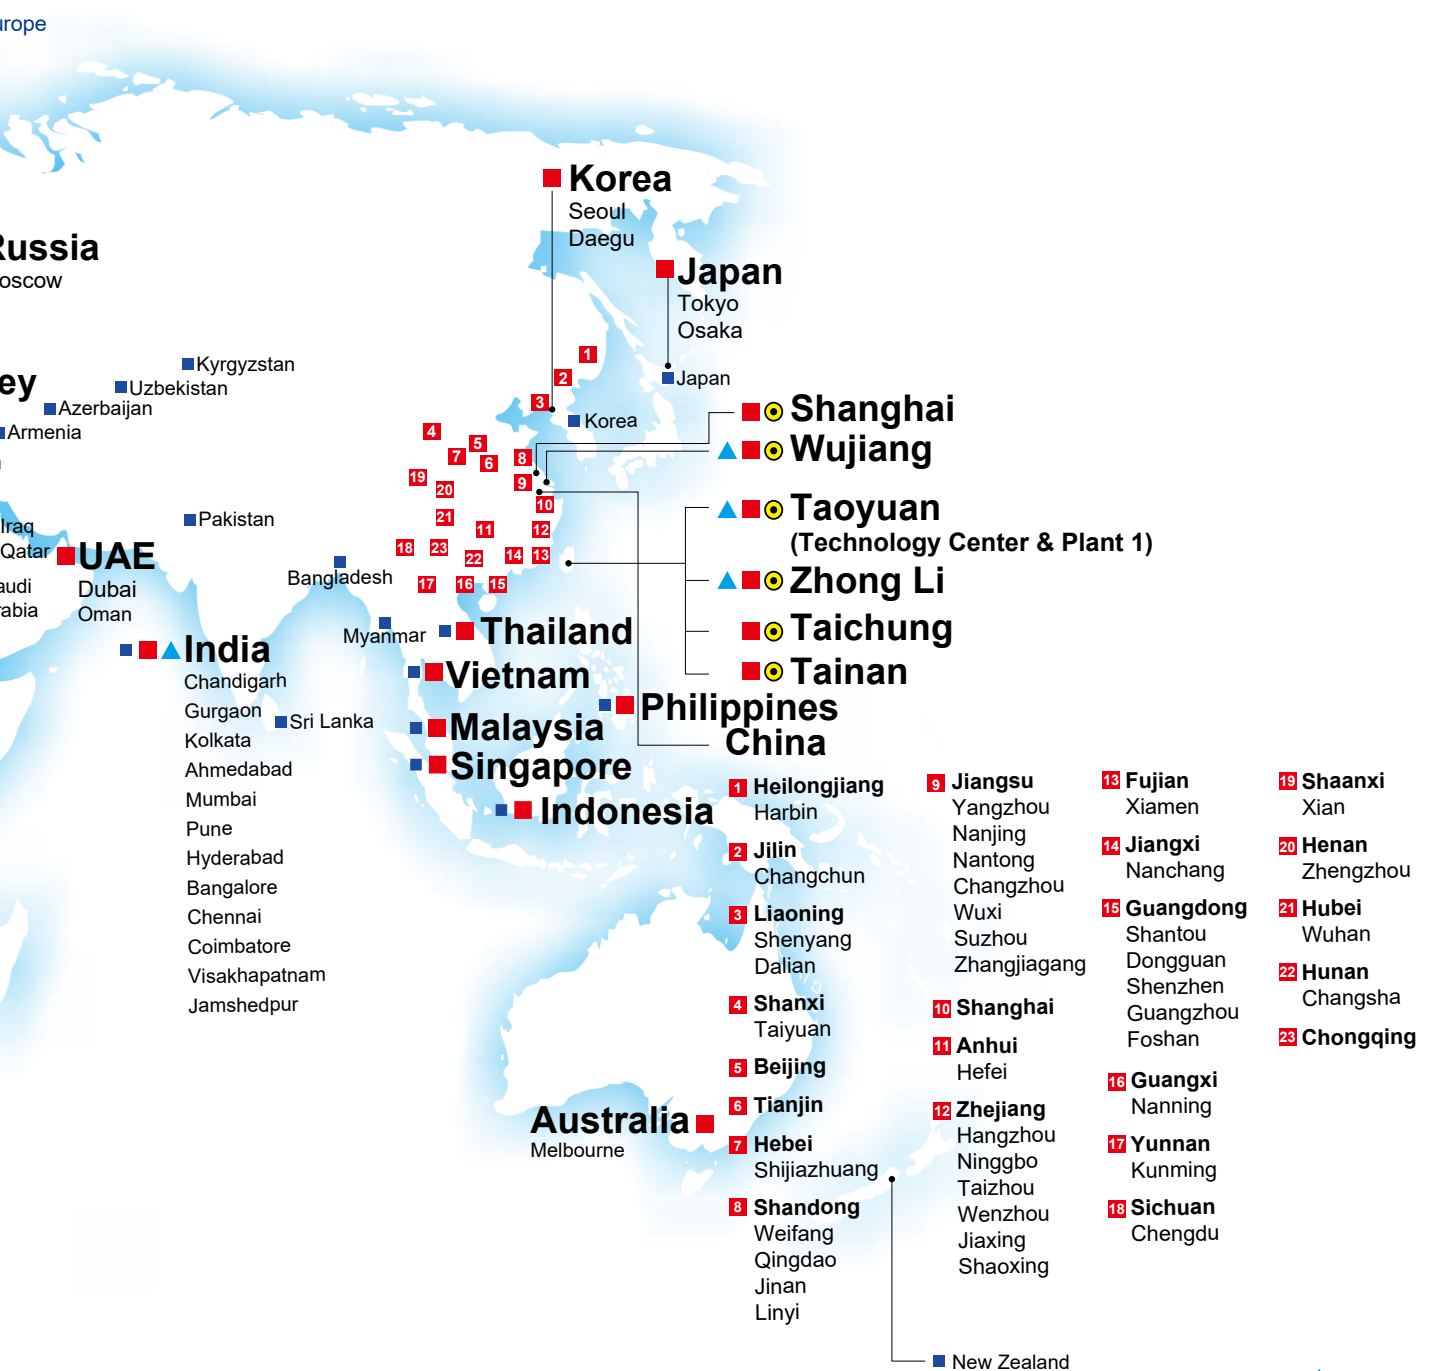 urope
Korea
Seoul
Daegu
Russia
oscow
Japan
Tokyo
Osaka
1
Kyrgyzstan
ey
Uzbekistan
2
Japan
Azerbaijan
3
Shanghai
Armenia
4
Korea
5
Wujiang
7
6
8
19
9
20
10
Taoyuan
Pakistan
21
11
12
Iraq
(Technology Center & Plant 1)
Qatar
UAE
18
23
22
14
13
Bangladesh
audi
Dubai
17
16
15
Zhong Li
rabia
Oman
Myanmar
Thailand
Taichung
India
Vietnam
Tainan
Chandigarh
Gurgaon
Kolkata
Ahmedabad
Mumbai
Pune
Hyderabad
Bangalore
Chennai
Coimbatore
Visakhapatnam
Jamshedpur
Sri Lanka
Philippines
Malaysia
Singapore
Indonesia
Australia
Melbourne
China
1 Heilongjiang
Harbin
2 Jilin
Changchun
3 Liaoning
Shenyang
Dalian
4 Shanxi
Taiyuan
5 Beijing
6 Tianjin
7 Hebei
Shijiazhuang
8 Shandong
Weifang
Qingdao
Jinan
Linyi
9 Jiangsu
Yangzhou
Nanjing
Nantong
Changzhou
Wuxi
Suzhou
Zhangjiagang
10 Shanghai
11 Anhui
Hefei
12 Zhejiang
Hangzhou
Ninggbo
Taizhou
Wenzhou
Jiaxing
Shaoxing
13 Fujian
Xiamen
14 Jiangxi
Nanchang
15 Guangdong
Shantou
Dongguan
Shenzhen
Guangzhou
Foshan
16 Guangxi
Nanning
17 Yunnan
Kunming
18 Sichuan
Chengdu
19 Shaanxi
Xian
20 Henan
Zhengzhou
21 Hubei
Wuhan
22 Hunan
Changsha
23 Chongqing
New Zealand